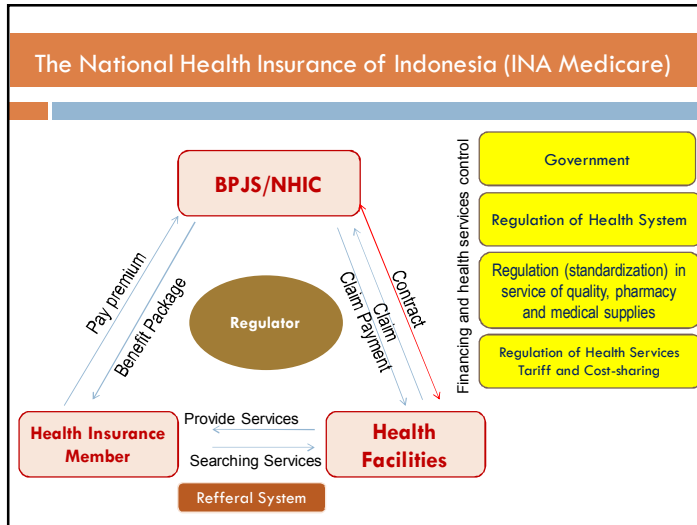 The National Health Insurance of Indonesia (INA Medicare)
BPJS/NHIC
Pay premium
Benefit Package
Regulator
Claim Payment
Claim
Contract
Health Insurance
Member
Provide Services
Searching Services
Health
Facilities
Refferal System
Financing and health services control
Government
Regulation of Health System
Regulation (standardization) in
service of quality, pharmacy
and medical supplies
Regulation of Health Services
Tariff and Cost-sharing